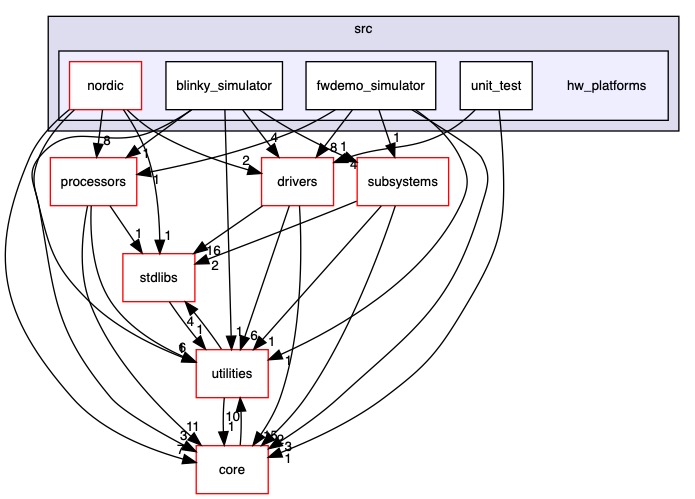 src
nordic
blinky_simulator
fwdemo_simulator
unit_test
hw_platforms
8
4
8
1
1
1
2
4
1
1
processors
drivers
subsystems
1
1
16
2
stdlibs
4
1
1
6
1
6
1
utilities
10
1
11
3
7
3
1
core